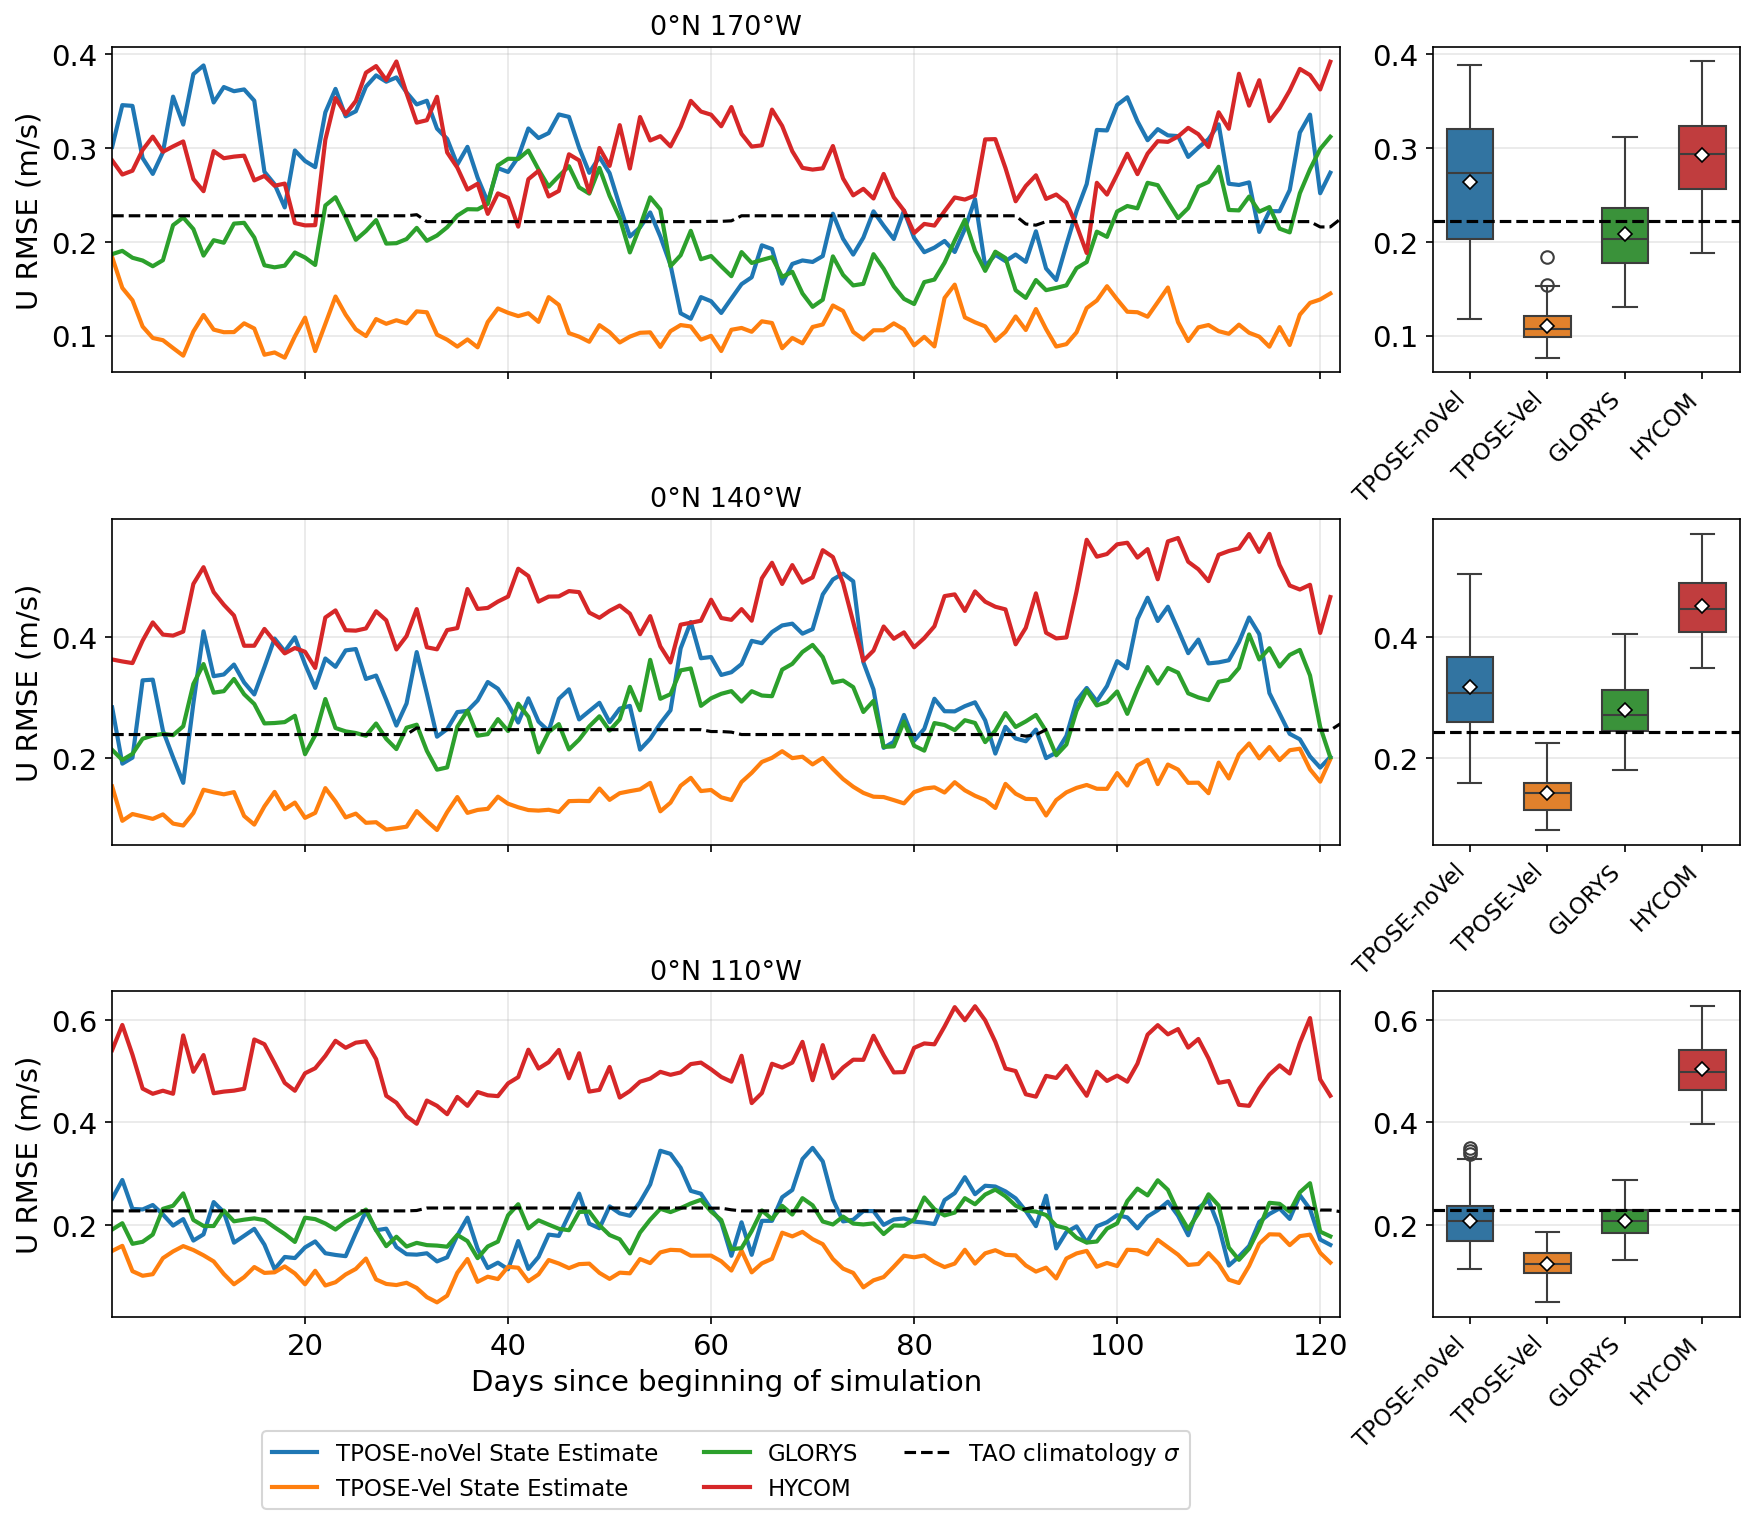 0°N 170°W
U RMSE (m/s)
0.4
0.3
0.2
0.1
0.4
0.3
0.2
0.1
TPOSE-noVel
TPOSE-Vel
GLORYS
HYCOM
0°N 140°W
U RMSE (m/s)
0.4
0.2
0.4
0.2
TPOSE-noVel
TPOSE-Vel
GLORYS
HYCOM
0°N 110°W
U RMSE (m/s)
0.6
0.4
0.2
20
40
60
80
100
120
Days since beginning of simulation
0.6
0.4
0.2
TPOSE-noVel
TPOSE-Vel
GLORYS
HYCOM
TPOSE-noVel State Estimate
TPOSE-Vel State Estimate
GLORYS
HYCOM
TAO climatology σ